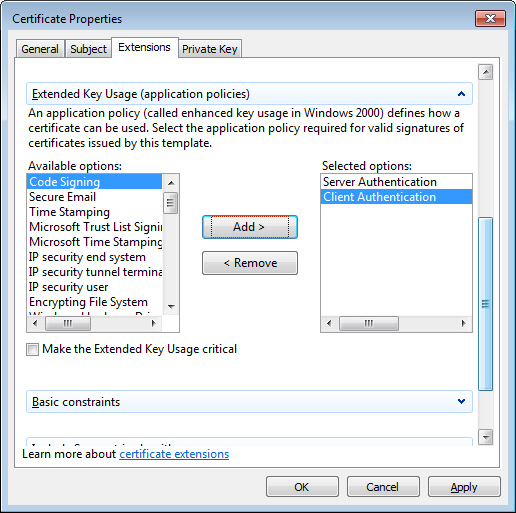 Certificate Properties
General Subject Extensions Private Key
Extended Key Usage (application policies)
An application policy (called enhanced key usage in Windows 2000) defines how a
certificate can be used. Select the application policy required for valid signatures of
certificates issued by this template.
Available options:
Code Signing
Secure Email
Time Stamping
Microsoft Trust List Signin
Microsoft Time Stamping
IP security end system
IP security tunnel termina
IP security user
Encrypting File System
Add >
< Remove
Selected options:
Server Authentication
Client Authentication
Make the Extended Key Usage critical
Basic constraints
Learn more about certificate extensions
OK Cancel Apply